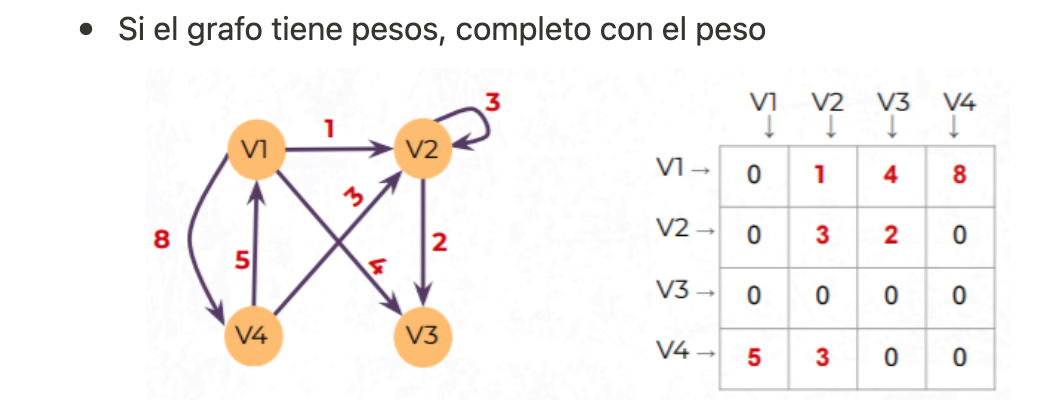 • Si el grafo tiene pesos, completo con el peso
3
1
V1
V2
3
8
5
4
2
V4
V3
V1 V2 V3 V4
↓ ↓ ↓ ↓
V1 → 0 1 4 8
V2 → 0 3 2 0
V3 → 0 0 0 0
V4 → 5 3 0 0